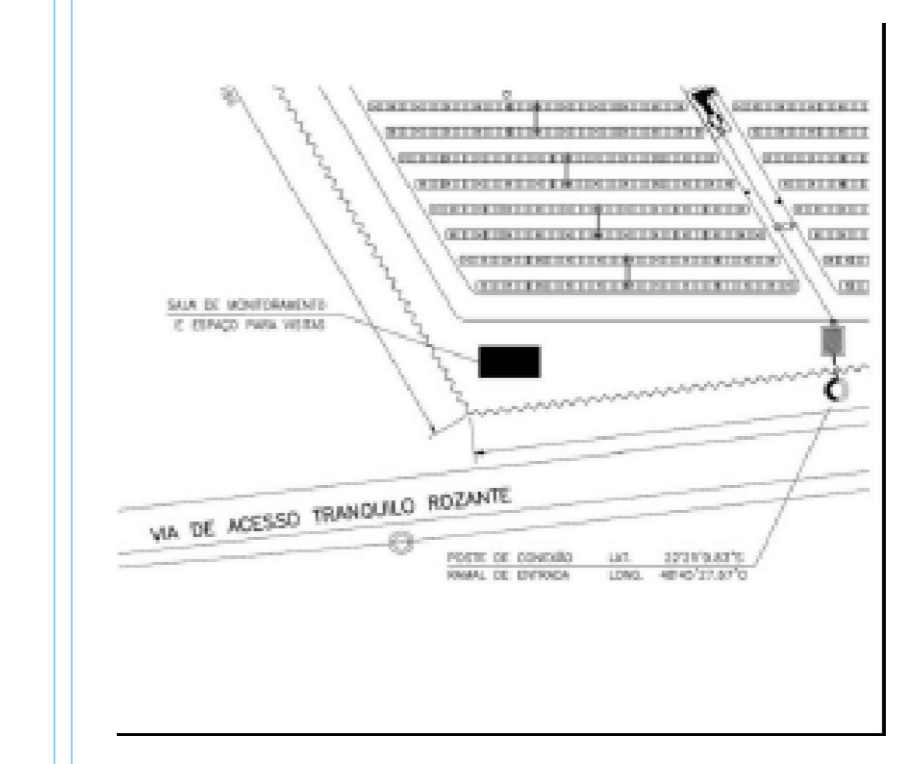 SALA DE MONITORAMENTO
E ESPAÇO PARA VISITAS
VIA DE ACESSO TRANQUILO ROZANTE
POSTE DE CONEXÃO LAT.
RAMAL DE ENTRADA LONG.